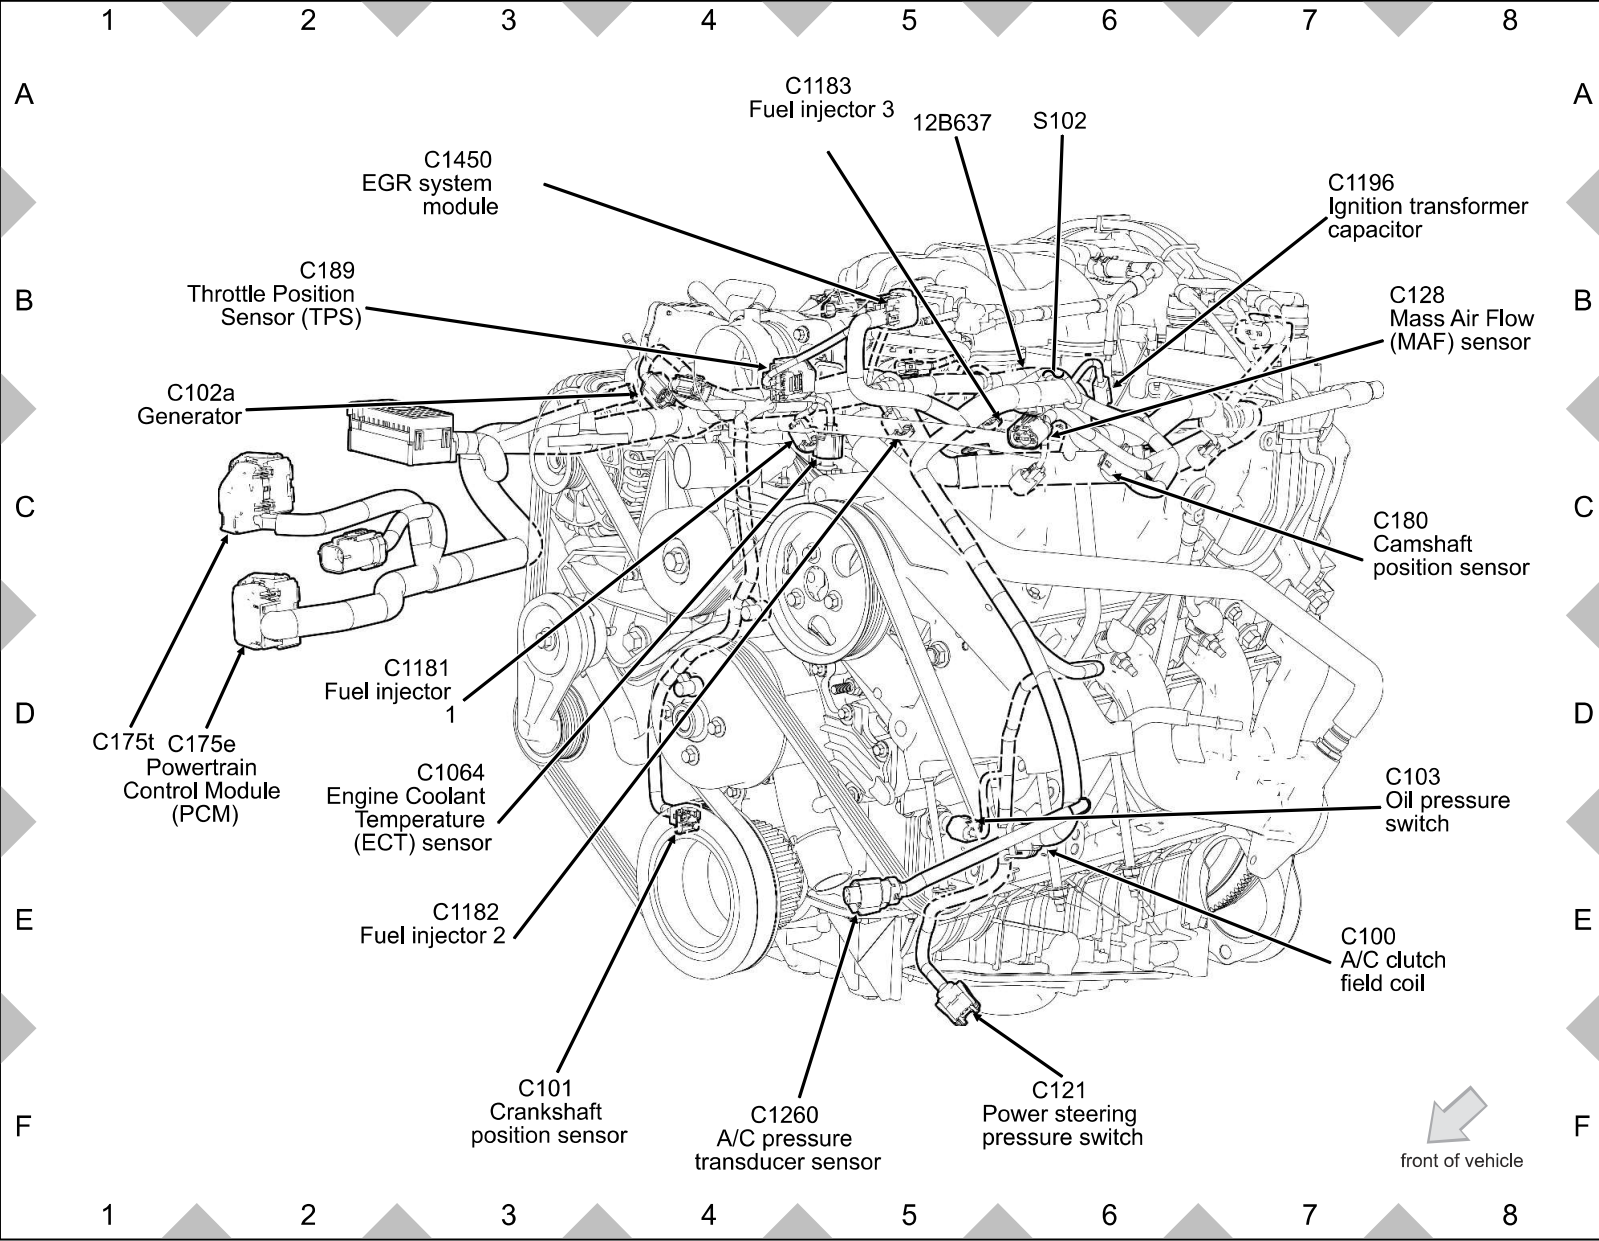 1 2 3 4 5 6 7 8
A A
C1183
Fuel injector 3
12B637
S102
C1450
EGR system
module
C1196
Ignition transformer
capacitor
C189
Throttle Position
Sensor (TPS)
B B
C128
Mass Air Flow
(MAF) sensor
C102a
Generator
C C
C180
Camshaft
position sensor
C1181
Fuel injector
1
D D
C175t
C175e
Powertrain
Control Module
(PCM)
C1064
Engine Coolant
Temperature
(ECT) sensor
C103
Oil pressure
switch
C1182
Fuel injector 2
E E
C100
A/C clutch
field coil
C101
Crankshaft
position sensor
C1260
A/C pressure
transducer sensor
C121
Power steering
pressure switch
F F
front of vehicle
1 2 3 4 5 6 7 8